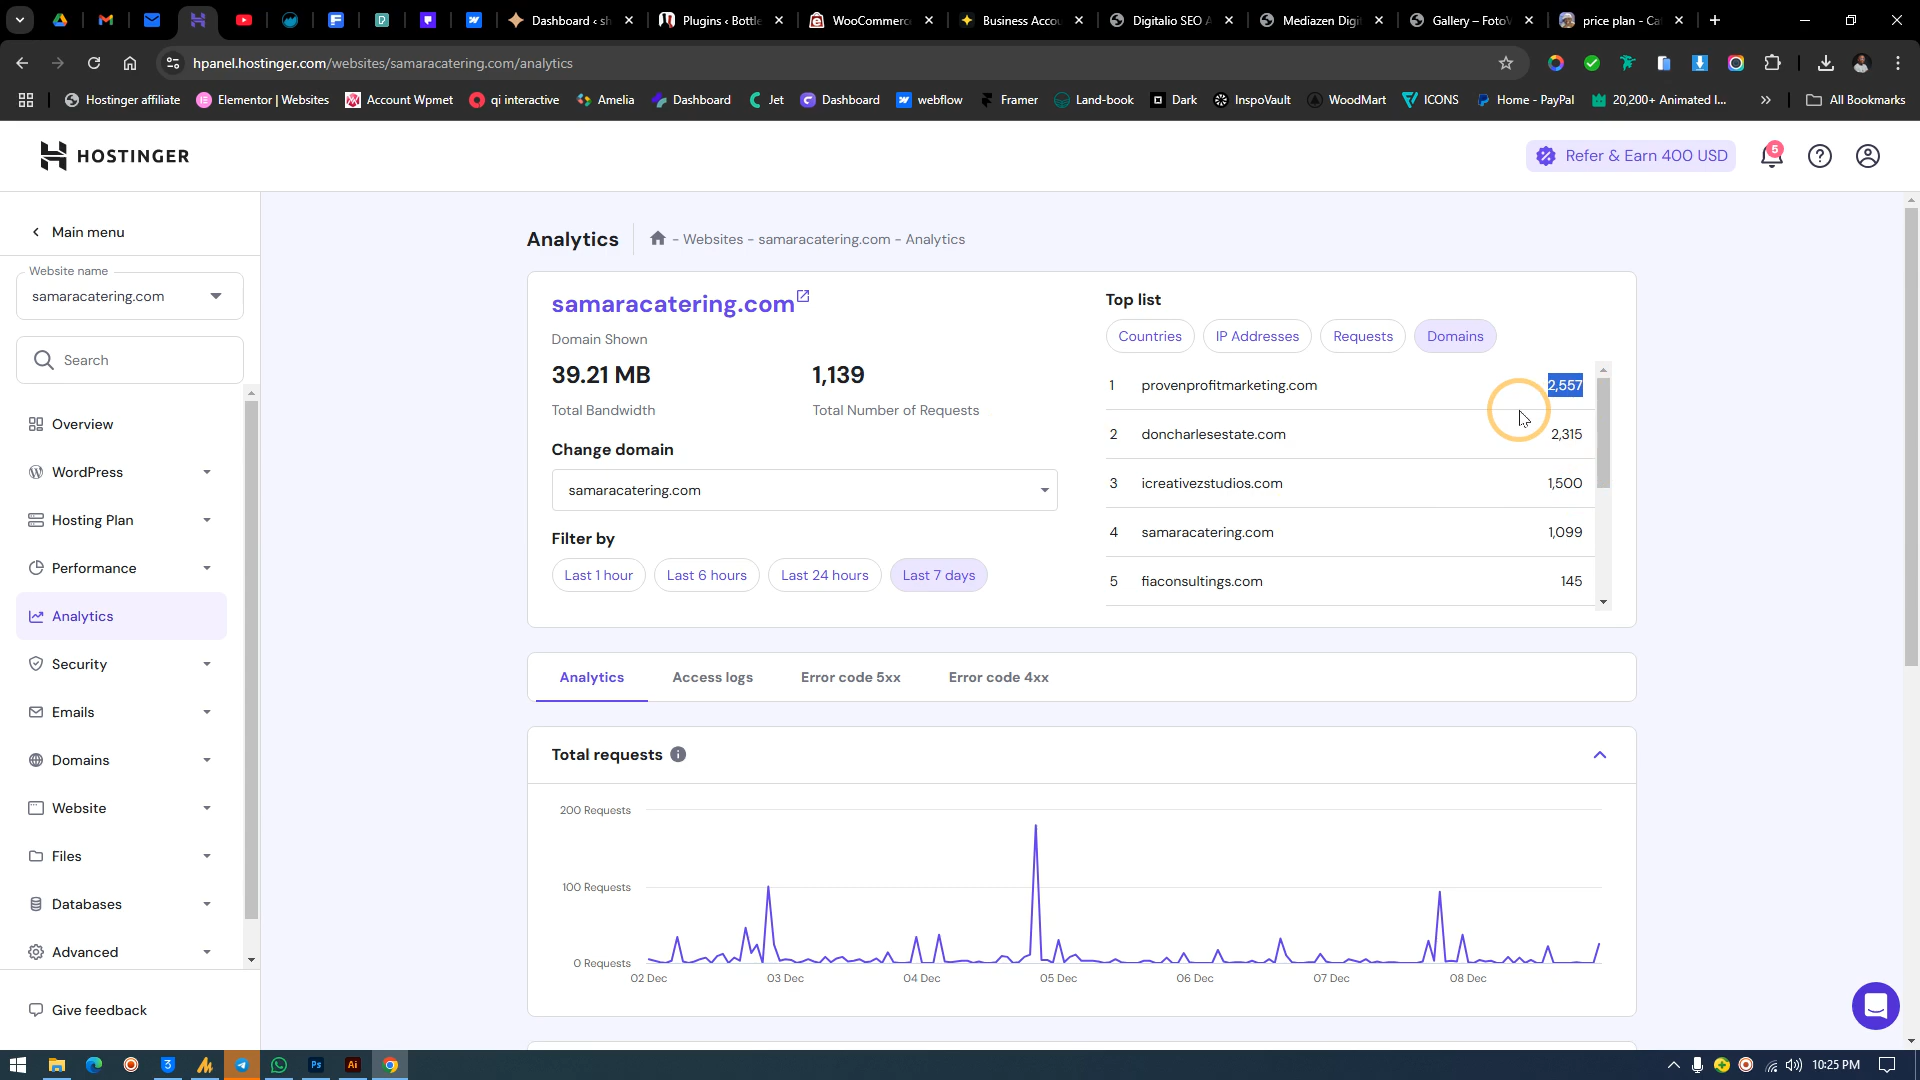 Dashboard ‹ sh
Plugins ‹ Bottle
WooCommerc
Business Accou
Digitalio SEO A
Mediazen Digit
Gallery – FotoV
price plan - Ca
hpanel.hostinger.com/websites/samaracatering.com/analytics
Hostinger affiliate
Elementor | Websites
Account Wpmet
qi interactive
Amelia
Dashboard
Jet
Dashboard
webflow
Framer
Land-book
Dark
InspoVault
WoodMart
ICONS
Home - PayPal
20,200+ Animated I...
All Bookmarks
HOSTINGER
Refer & Earn 400 USD
5
Main menu
Website name
samaracatering.com
Search
Overview
WordPress
Hosting Plan
Performance
Analytics
Security
Emails
Domains
Website
Files
Databases
Advanced
Give feedback
Analytics
- Websites - samaracatering.com - Analytics
samaracatering.com
Domain Shown
39.21 MB
1,139
Total Bandwidth
Total Number of Requests
Change domain
samaracatering.com
Filter by
Last 1 hour
Last 6 hours
Last 24 hours
Last 7 days
Top list
Countries
IP Addresses
Requests
Domains
1 provenprofitmarketing.com 2,557
2 doncharlesestate.com 2,315
3 icreativezstudios.com 1,500
4 samaracatering.com 1,099
5 fiaconsultings.com 145
Analytics
Access logs
Error code 5xx
Error code 4xx
Total requests
200 Requests
100 Requests
0 Requests
02 Dec
03 Dec
04 Dec
05 Dec
06 Dec
07 Dec
08 Dec
Ps
Ai
10:25 PM